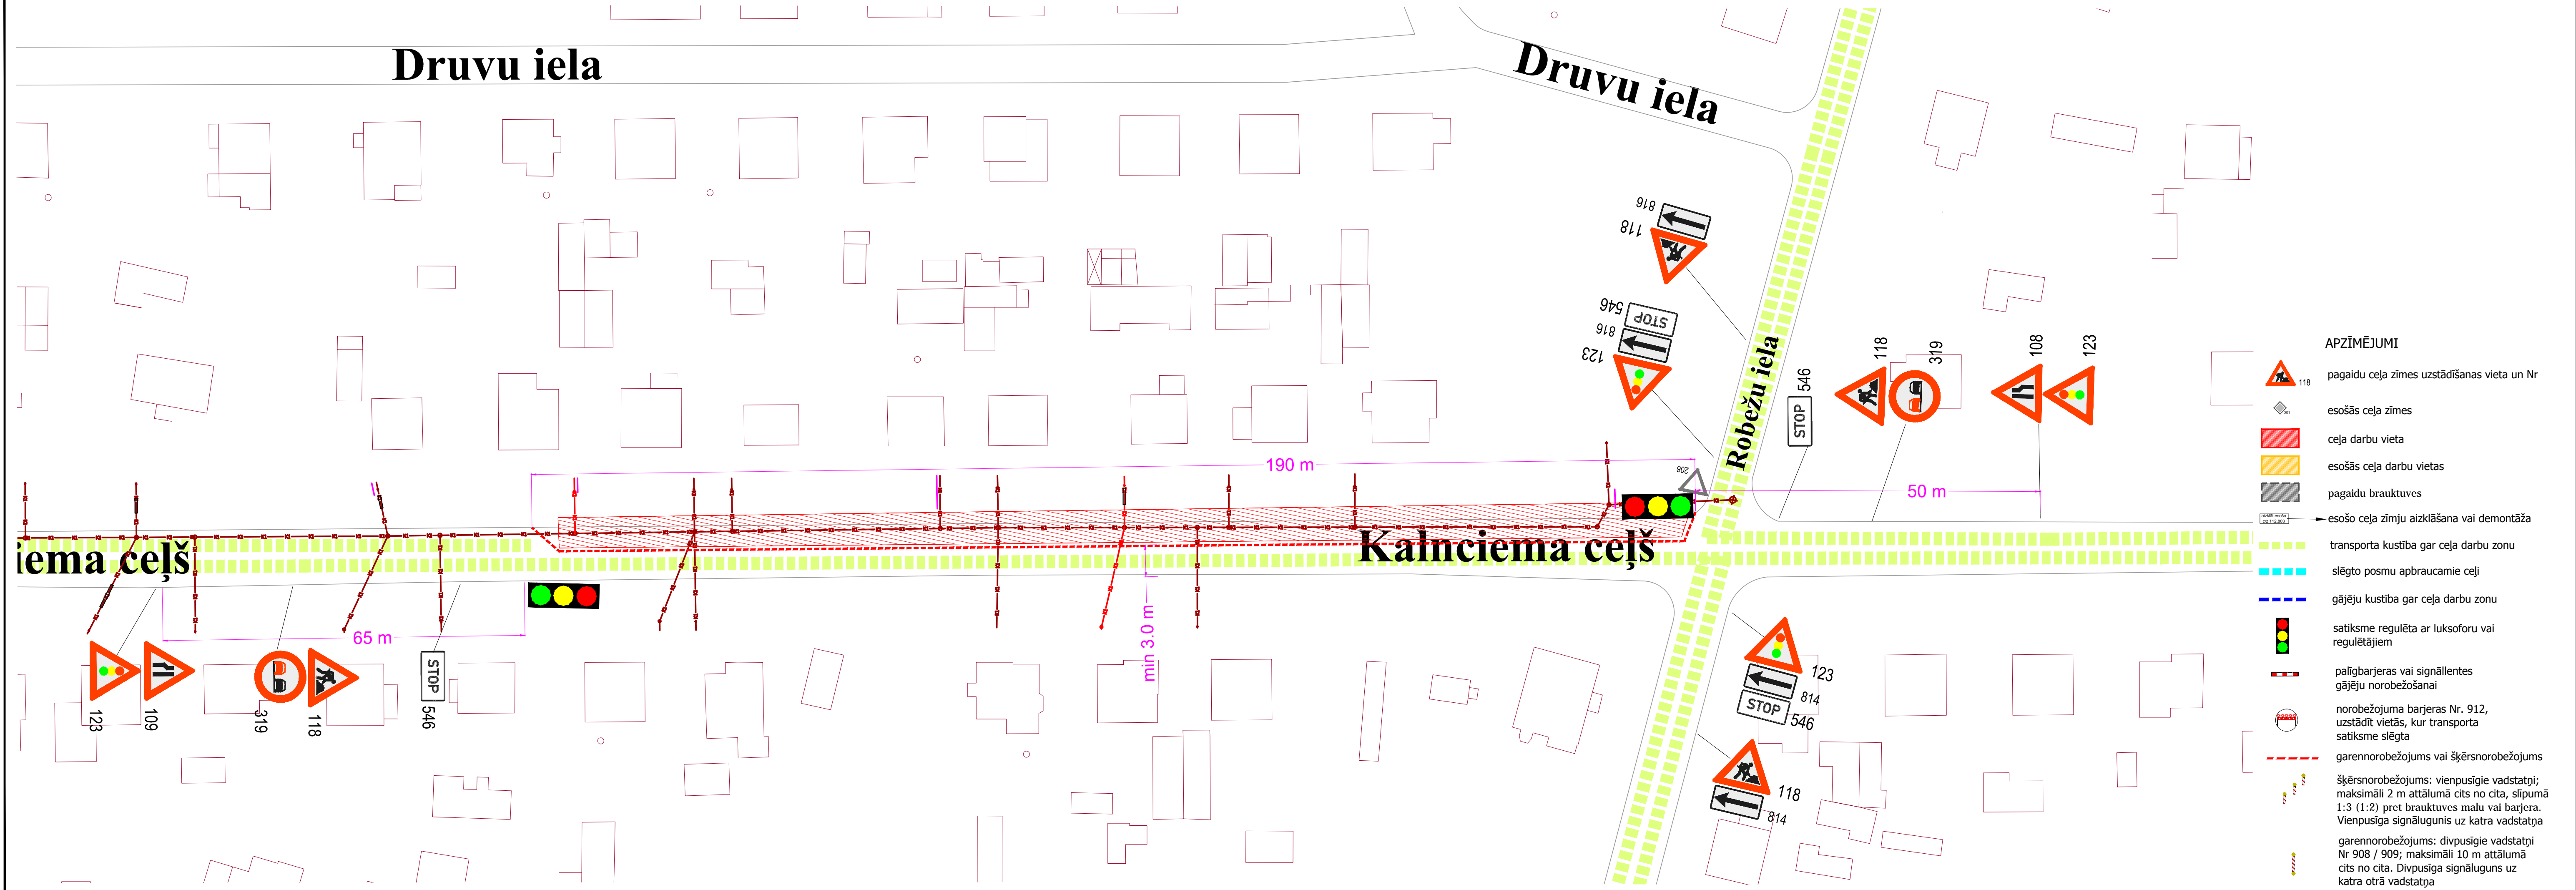 Druvu iela
Druvu iela
816
118
546
STOP
816
123
Robežu iela
206
546
STOP
118
319
108
123
190 m
50 m
iema ceļš
Kalnciema ceļš
65 m
min 3.0 m
123
109
319
118
STOP
546
123
814
STOP
546
118
814
APZĪMĒJUMI
118
pagaidu ceļa zīmes uzstādīšanas vieta un Nr
esošās ceļa zīmes
ceļa darbu vieta
esošās ceļa darbu vietas
pagaidu brauktuves
esošo ceļa zīmju aizklāšana vai demontāža
transporta kustība gar ceļa darbu zonu
slēgto posmu apbraucamie ceļi
gājēju kustība gar ceļa darbu zonu
satiksme regulēta ar luksoforu vai
regulētājiem
palīgbarjeras vai signāllentes
gājēju norobežošanai
norobežojuma barjeras Nr. 912,
uzstādīt vietās, kur transporta
satiksme slēgta
garennorobežojums vai šķērsnorobežojums
šķērsnorobežojums: vienpusīgie vadstatņi;
maksimāli 2 m attālumā cits no cita, slīpumā
1:3 (1:2) pret brauktuves malu vai barjera.
Vienpusīga signālugunis uz katra vadstatņa
garennorobežojums: divpusīgie vadstatņi
Nr 908 / 909; maksimāli 10 m attālumā
cits no cita. Divpusīga signāluguns uz
katra otrā vadstatņa